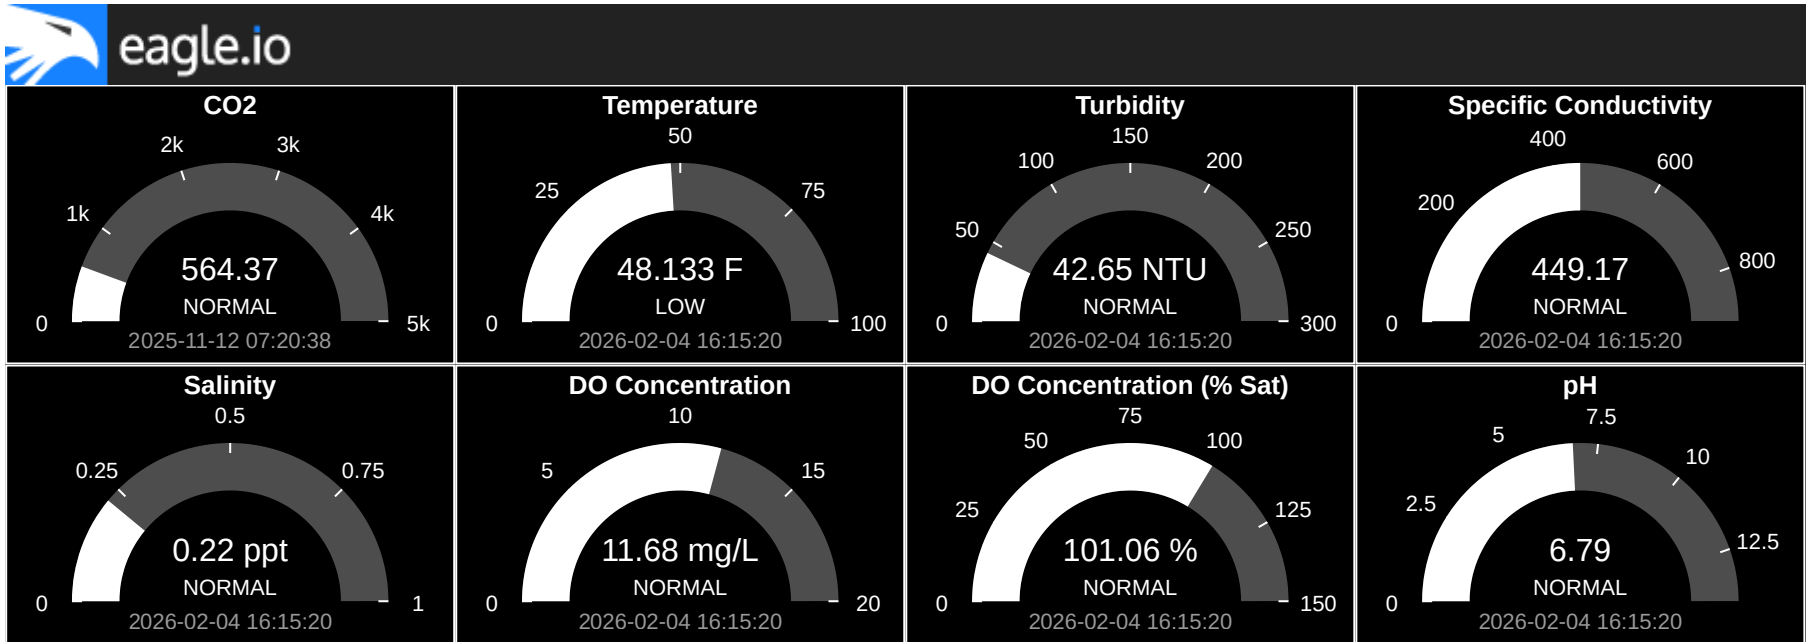 eagle.io
CO2
0
1k
2k
3k
4k
5k
564.37
NORMAL
2025-11-12 07:20:38
Temperature
0
25
50
75
100
48.133 F
LOW
2026-02-04 16:15:20
Turbidity
0
50
100
150
200
250
300
42.65 NTU
NORMAL
2026-02-04 16:15:20
Specific Conductivity
0
200
400
600
800
449.17
NORMAL
2026-02-04 16:15:20
Salinity
0
0.25
0.5
0.75
1
0.22 ppt
NORMAL
2026-02-04 16:15:20
DO Concentration
0
5
10
15
20
11.68 mg/L
NORMAL
2026-02-04 16:15:20
DO Concentration (% Sat)
0
25
50
75
100
125
150
101.06 %
NORMAL
2026-02-04 16:15:20
pH
0
2.5
5
7.5
10
12.5
6.79
NORMAL
2026-02-04 16:15:20